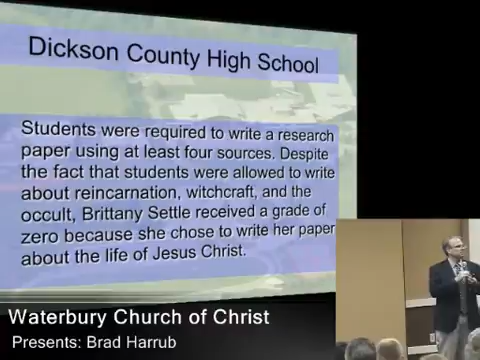 Dickson County High School
Students were required to write a research
paper using at least four sources. Despite
the fact that students were allowed to write
about reincarnation, witchcraft, and the
occult, Brittany Settle received a grade of
zero because she chose to write her paper
about the life of Jesus Christ.
Waterbury Church of Christ
Presents: Brad Harrub